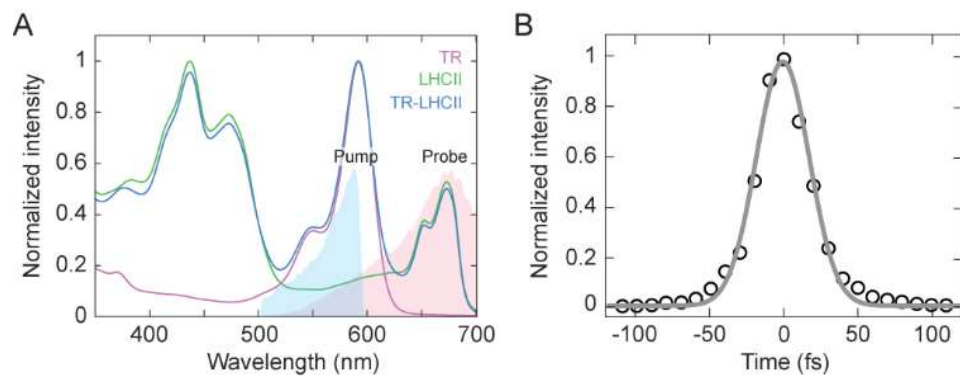 A
Normalized intensity
1
0.8
0.6
0.4
0.2
0
400
500
600
700
Wavelength (nm)
TR
LHCII
TR-LHCII
Pump
Probe
B
Normalized intensity
1
0.8
0.6
0.4
0.2
0
-100
-50
0
50
100
Time (fs)